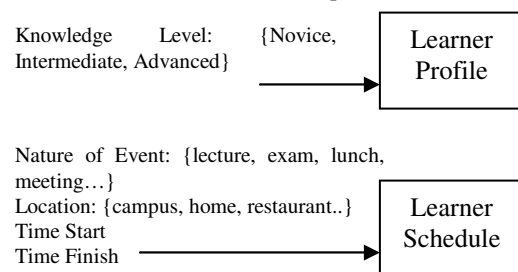 Knowledge Level: {Novice,
Intermediate, Advanced}
Learner
Profile
Nature of Event: {lecture, exam, lunch,
meeting…}
Location: {campus, home, restaurant..}
Time Start
Time Finish
Learner
Schedule